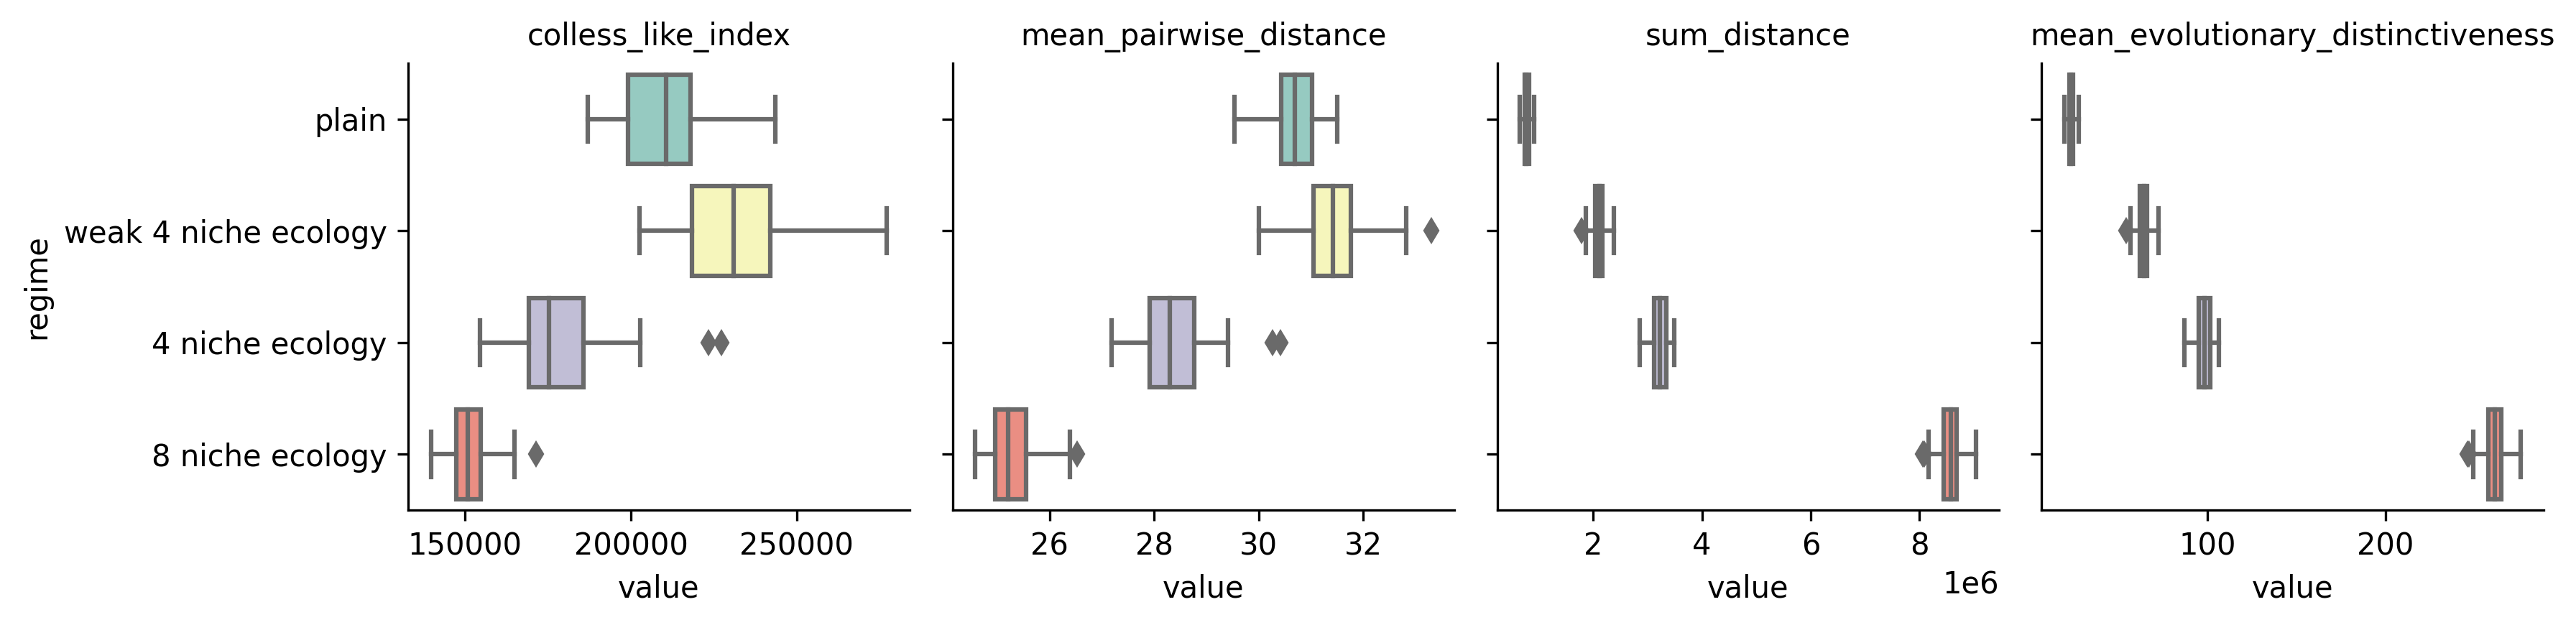 colless_like_index
mean_pairwise_distance
sum_distance
mean_evolutionary_distinctiveness
regime
plain
weak 4 niche ecology
4 niche ecology
8 niche ecology
150000 200000 250000
value
26 28 30 32
value
2 4 6 8
1e6
value
100 200
value